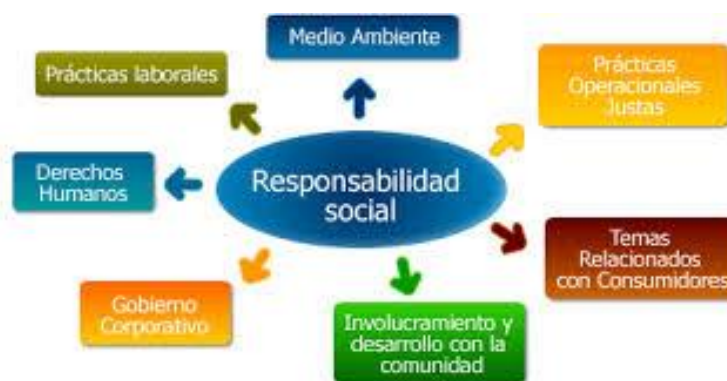 Medio Ambiente
Prácticas laborales
Prácticas
Operacionales
Justas
Derechos
Humanos
Responsabilidad
social
Temas
Relacionados
con Consumidores
Gobierno
Corporativo
Involucramiento y
desarrollo con la
comunidad